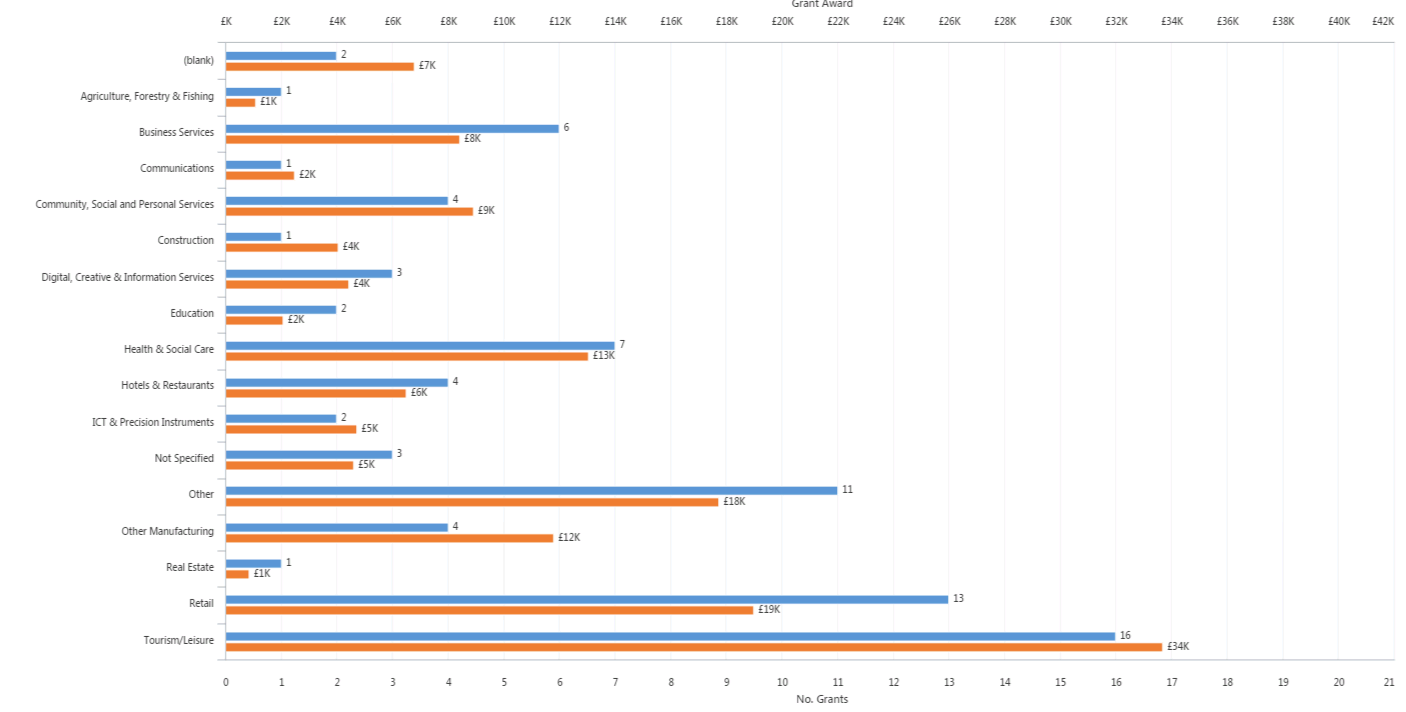 Grant Award
£K £2K £4K £6K £8K £10K £12K £14K £16K £18K £20K £22K £24K £26K £28K £30K £32K £34K £36K £38K £40K £42K
(blank) 2
£7K
Agriculture, Forestry & Fishing 1
£1K
Business Services 6
£8K
Communications 1
£2K
Community, Social and Personal Services 4
£9K
Construction 1
£4K
Digital, Creative & Information Services 3
£4K
Education 2
£2K
Health & Social Care 7
£13K
Hotels & Restaurants 4
£6K
ICT & Precision Instruments 2
£5K
Not Specified 3
£5K
Other 11
£18K
Other Manufacturing 4
£12K
Real Estate 1
£1K
Retail 13
£19K
Tourism/Leisure 16
£34K
0 1 2 3 4 5 6 7 8 9 10 11 12 13 14 15 16 17 18 19 20 21
No. Grants